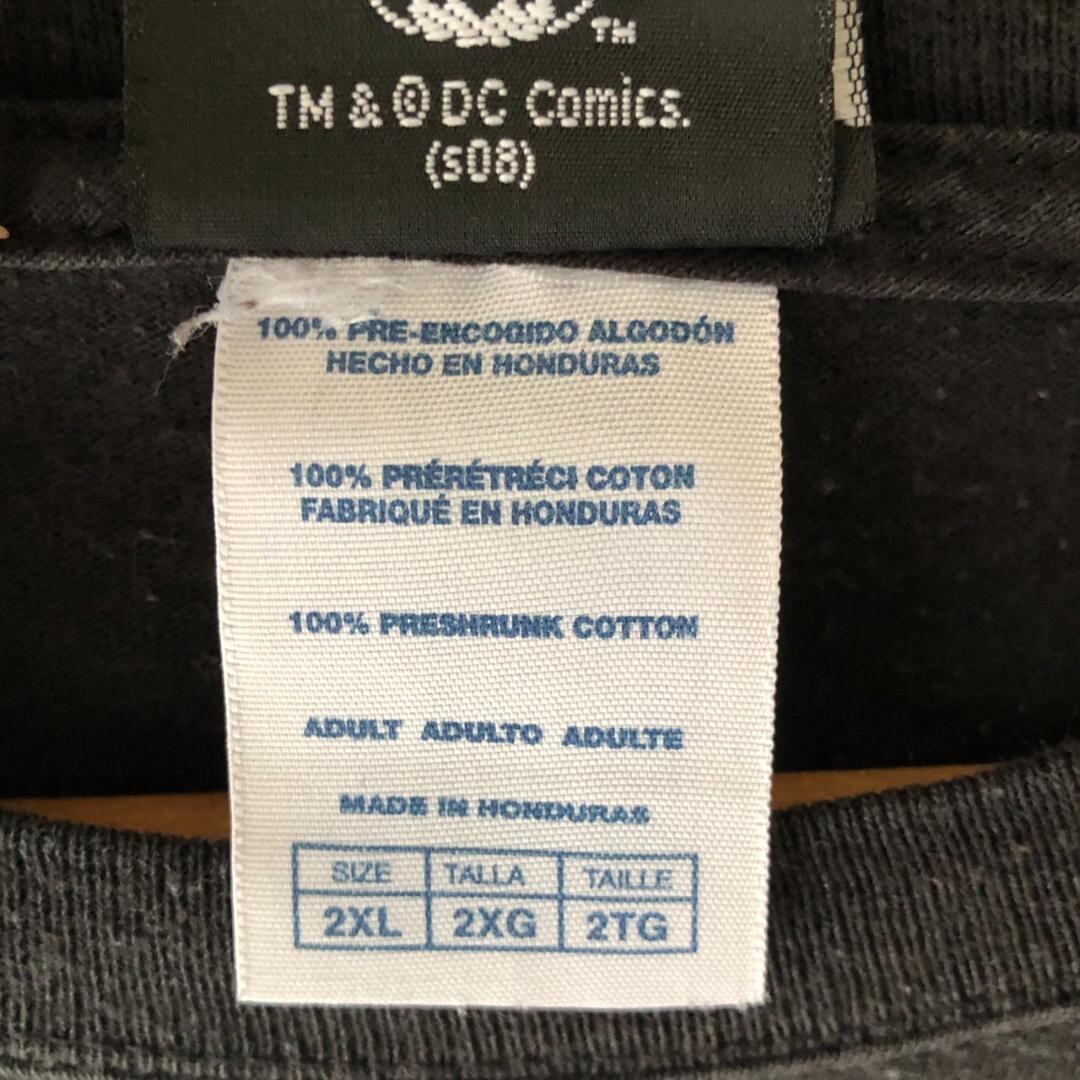 TM
TM & © DC Comics.
(s08)
100% PRE-ENCOGIDO ALGODÓN
HECHO EN HONDURAS
100% PRÉRÉTRÉCI COTON
FABRIQUÉ EN HONDURAS
100% PRESHRUNK COTTON
ADULT ADULTO ADULTE
MADE IN HONDURAS
SIZE TALLA TAILLE
2XL 2XG 2TG